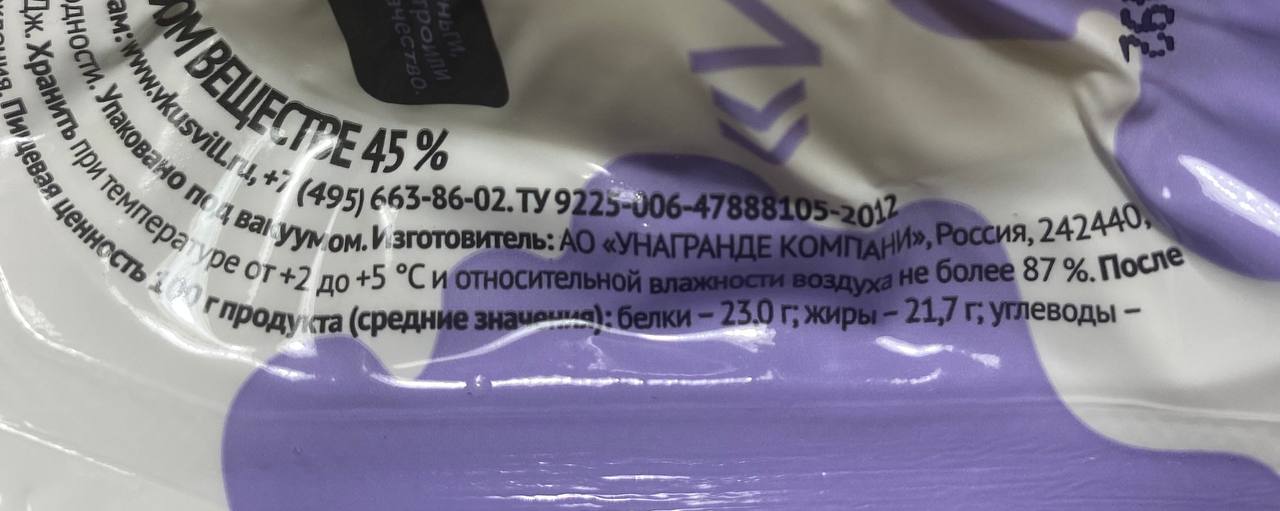 ОМ ВЕЩЕСТВЕ 45 %
ам: www.vkusvill.ru, +7 (495) 663-86-02. ТУ 9225-006-47888105-2012
одности. Упаковано под вакуумом. Изготовитель: АО «УНАГРАНДЕ КОМПАНИ», Россия, 242440,
Дж. Хранить при температуре от +2 до +5 °C и относительной влажности воздуха не более 87 %. После
Пищевая ценность 100 г продукта (средние значения): белки – 23,0 г; жиры – 21,7 г; углеводы –